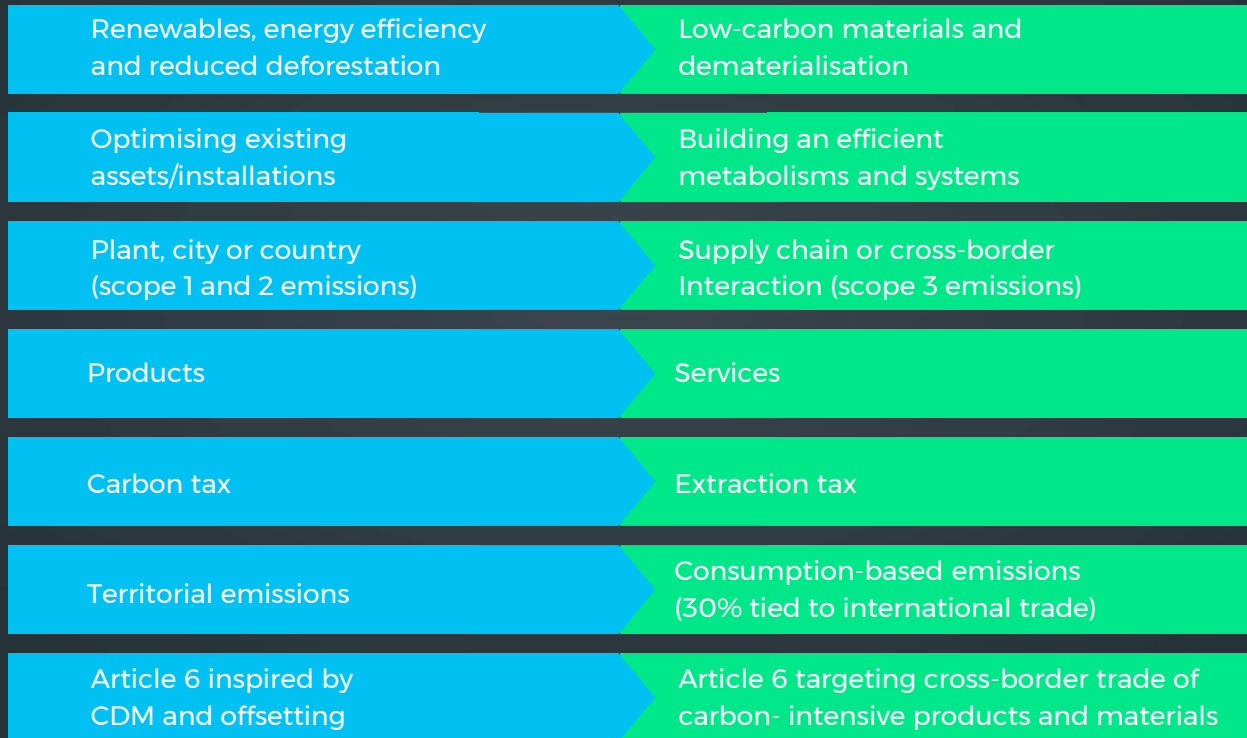 Renewables, energy efficiency
and reduced deforestation
Low-carbon materials and
dematerialisation
Optimising existing
assets/installations
Building an efficient
metabolisms and systems
Plant, city or country
(scope 1 and 2 emissions)
Supply chain or cross-border
Interaction (scope 3 emissions)
Products
Services
Carbon tax
Extraction tax
Territorial emissions
Consumption-based emissions
(30% tied to international trade)
Article 6 inspired by
CDM and offsetting
Article 6 targeting cross-border trade of
carbon- intensive products and materials